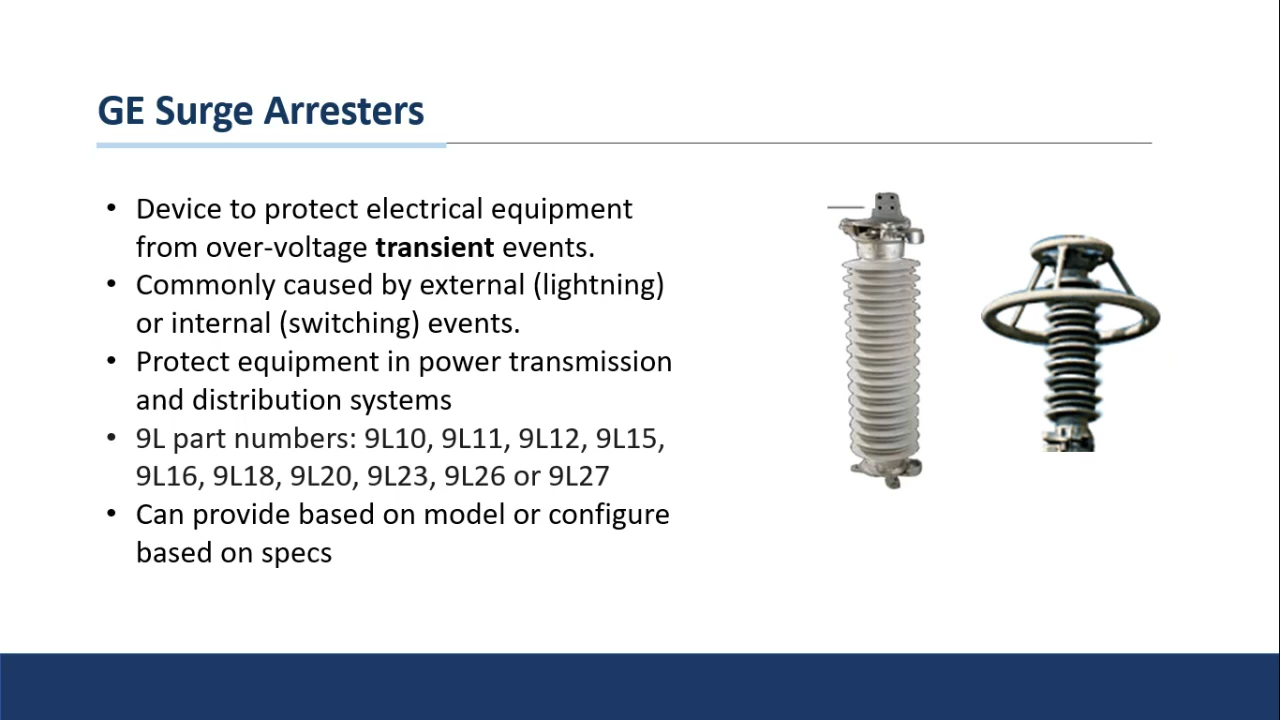 GE Surge Arresters
• Device to protect electrical equipment
from over-voltage transient events.
• Commonly caused by external (lightning)
or internal (switching) events.
• Protect equipment in power transmission
and distribution systems
• 9L part numbers: 9L10, 9L11, 9L12, 9L15,
9L16, 9L18, 9L20, 9L23, 9L26 or 9L27
• Can provide based on model or configure
based on specs